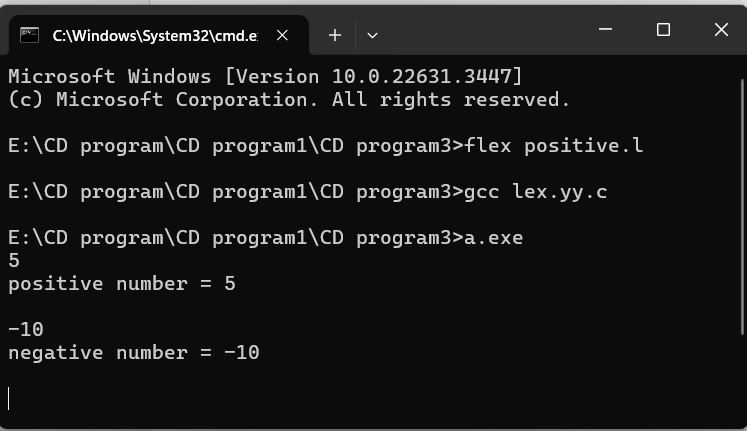 C:\Windows\System32\cmd.e
Microsoft Windows [Version 10.0.22631.3447]
(c) Microsoft Corporation. All rights reserved.
E:\CD program\CD program1\CD program3>flex positive.l
E:\CD program\CD program1\CD program3>gcc lex.yy.c
E:\CD program\CD program1\CD program3>a.exe
5
positive number = 5
-10
negative number = -10